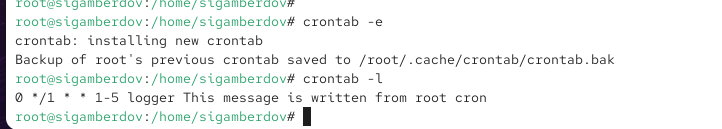 root@sigamberdov:/home/sigamberdov#
root@sigamberdov:/home/sigamberdov# crontab -e
crontab: installing new crontab
Backup of root's previous crontab saved to /root/.cache/crontab/crontab.bak
root@sigamberdov:/home/sigamberdov# crontab -l
0 */1 * * 1-5 logger This message is written from root cron
root@sigamberdov:/home/sigamberdov#